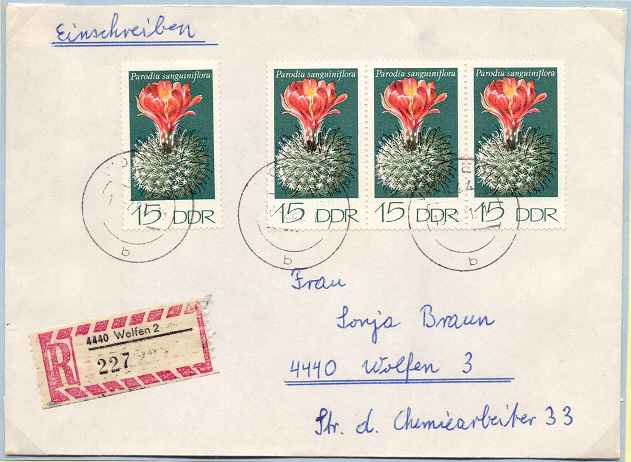 Einschreiben
Parodia sanguiniflora
15 DDR
Parodia sanguiniflora
15 DDR
Parodia sanguiniflora
15 DDR
Parodia sanguiniflora
15 DDR
b
b
b
R
4440 Wolfen 2
227
Frau
Sonja Braun
4440 Wolfen 3
Str. d. Chemiearbeiter 33